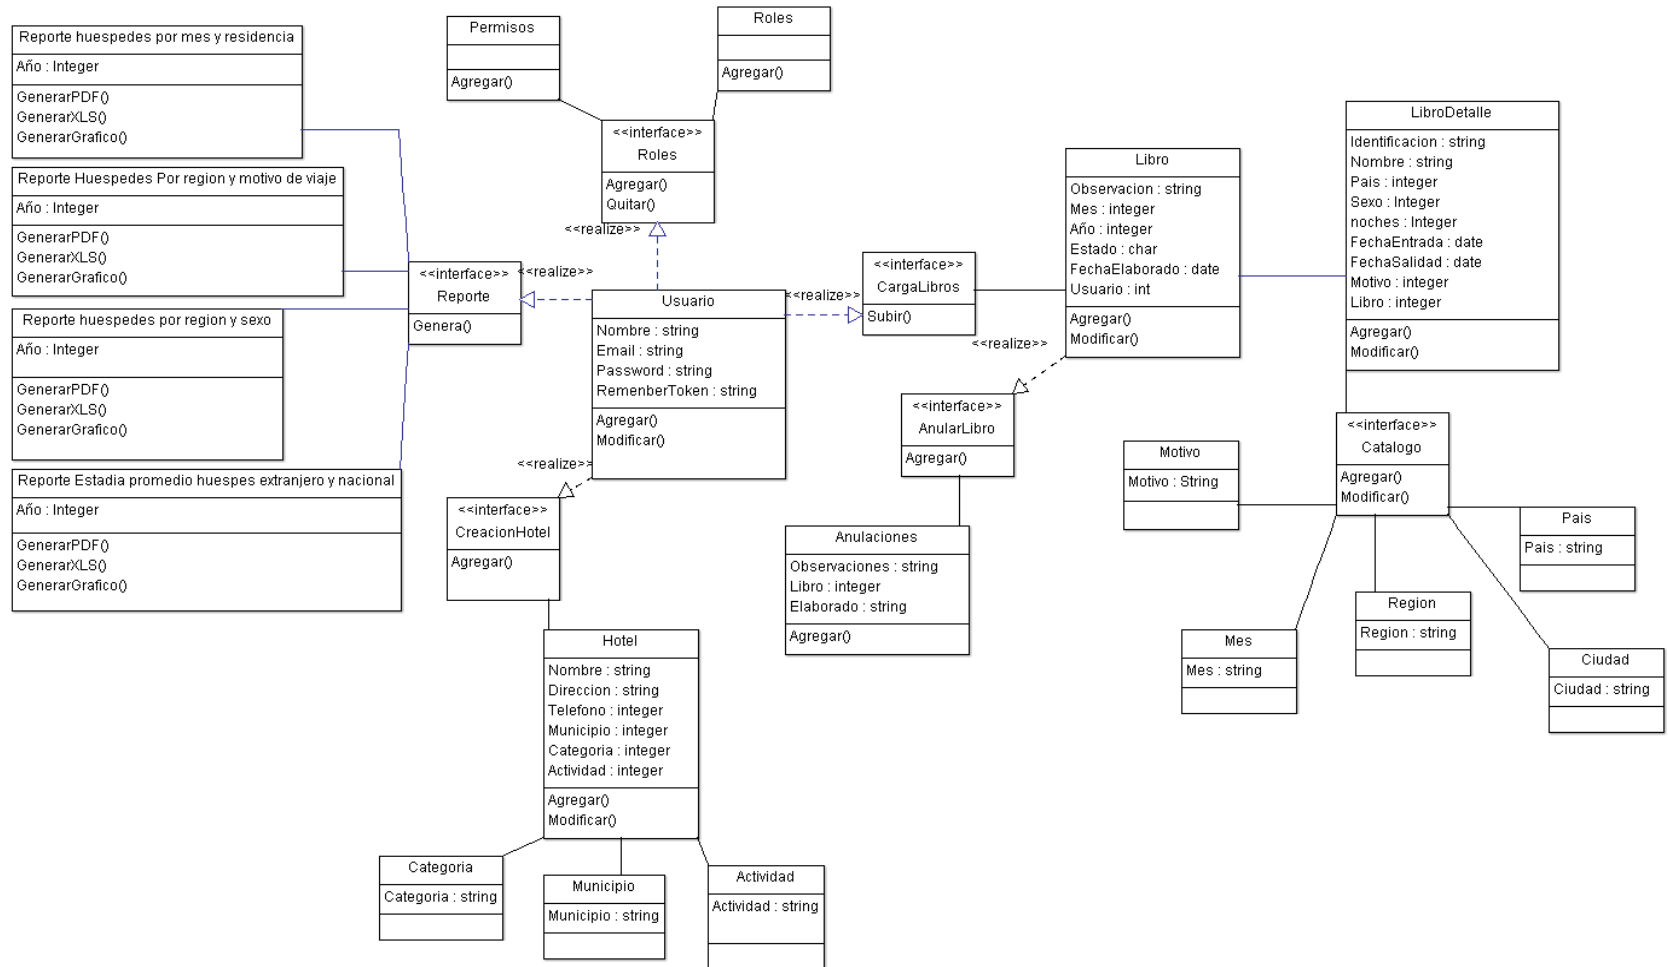 Reporte huespedes por mes y residencia
Año : Integer
GenerarPDF()
GenerarXLS()
GenerarGrafico()
Reporte Huespedes Por region y motivo de viaje
Año : Integer
GenerarPDF()
GenerarXLS()
GenerarGrafico()
Reporte huespedes por region y sexo
Año : Integer
GenerarPDF()
GenerarXLS()
GenerarGrafico()
Reporte Estadia promedio huespes extranjero y nacional
Año : Integer
GenerarPDF()
GenerarXLS()
GenerarGrafico()
Permisos
Agregar()
Roles
Agregar()
<<interface>>
Roles
Agregar()
Quitar()
<<realize>>
<<interface>>
Reporte
Genera()
<<realize>>
Usuario
Nombre : string
Email : string
Password : string
RemenberToken : string
Agregar()
Modificar()
<<realize>>
<<interface>>
CargaLibros
Subir()
Libro
Observacion : string
Mes : integer
Año : integer
Estado : char
FechaElaborado : date
Usuario : int
Agregar()
Modificar()
LibroDetalle
Identificacion : string
Nombre : string
Pais : integer
Sexo : Integer
noches : Integer
FechaEntrada : date
FechaSalidad : date
Motivo : integer
Libro : integer
Agregar()
Modificar()
<<realize>>
<<interface>>
AnularLibro
Agregar()
Anulaciones
Observaciones : string
Libro : integer
Elaborado : string
Agregar()
<<interface>>
Catalogo
Agregar()
Modificar()
Motivo
Motivo : String
Pais
Pais : string
Region
Region : string
Mes
Mes : string
Ciudad
Ciudad : string
<<realize>>
<<interface>>
CreacionHotel
Agregar()
Hotel
Nombre : string
Direccion : string
Telefono : integer
Municipio : integer
Categoria : integer
Actividad : integer
Agregar()
Modificar()
Categoria
Categoria : string
Municipio
Municipio : string
Actividad
Actividad : string